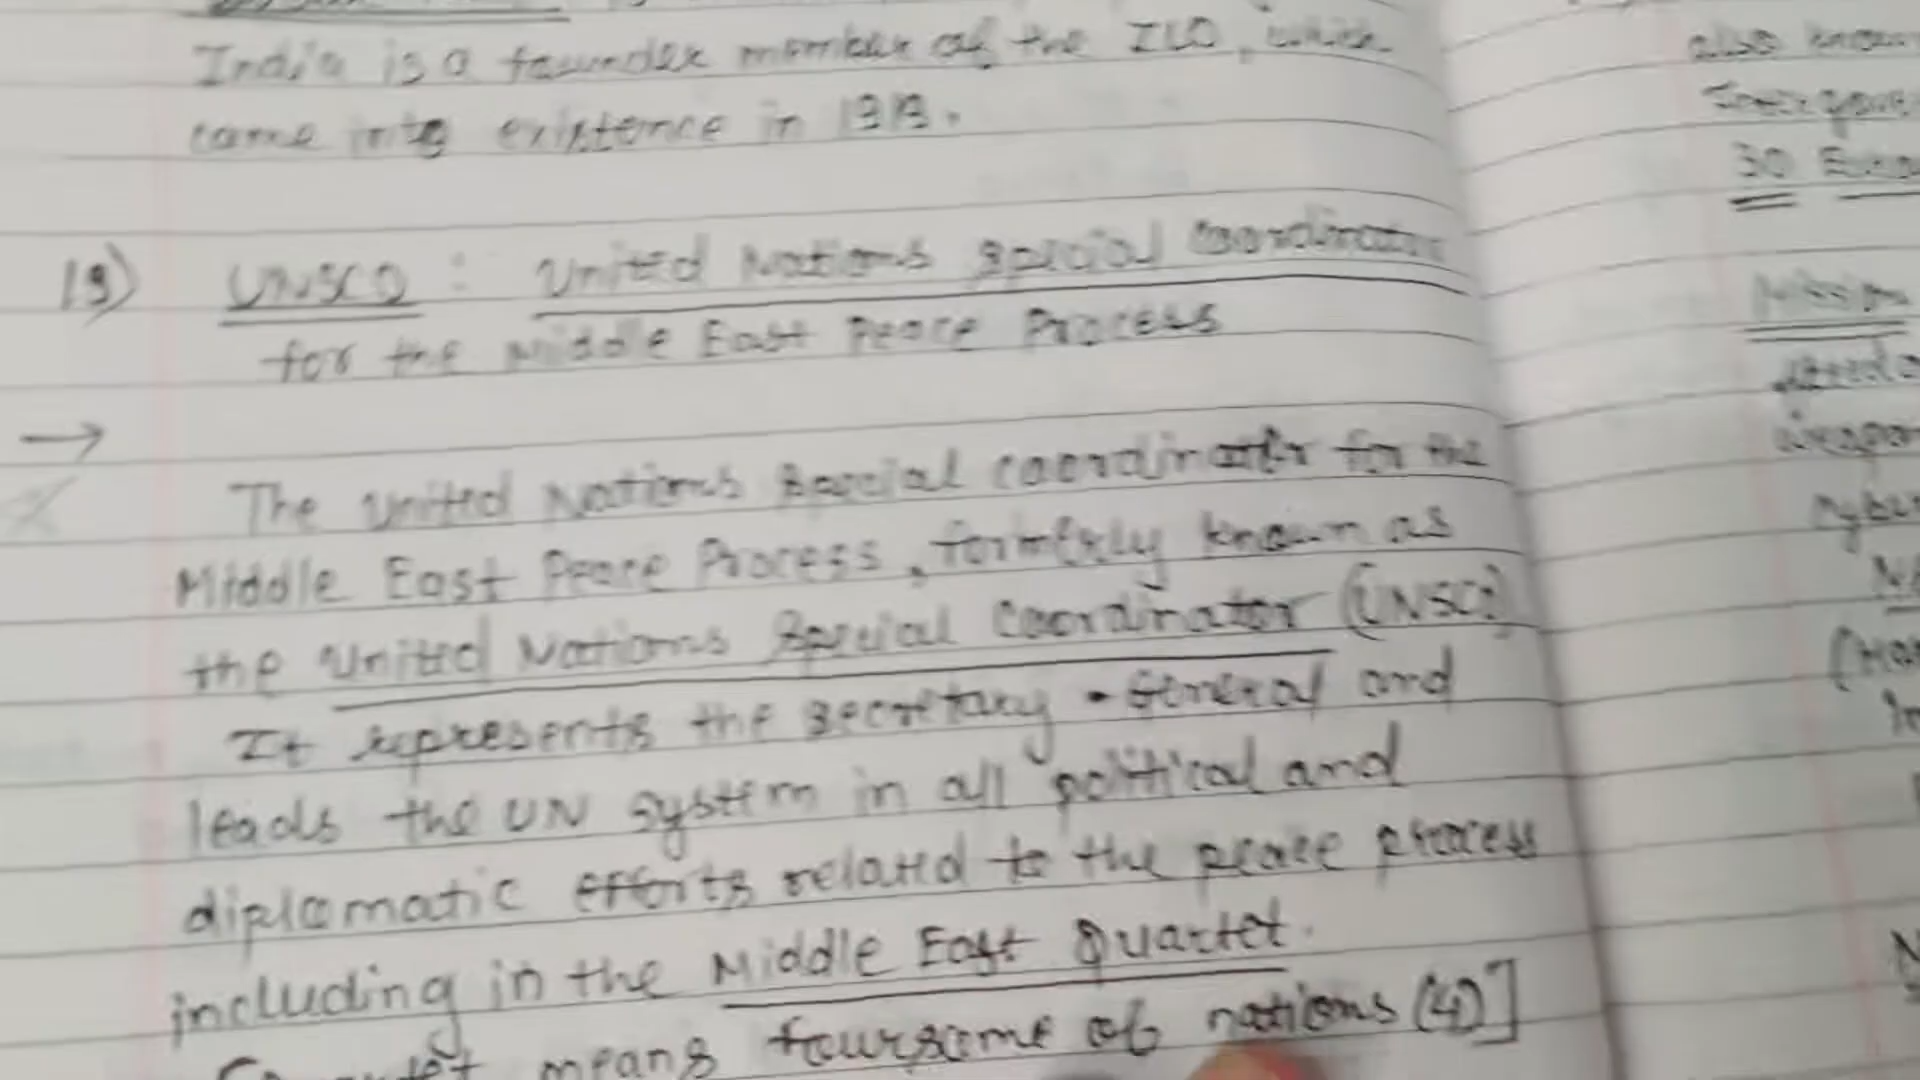 India is a founder member of the ILO, which
came into existence in 1919.
19) UNSCO : United Nations Special Coordinator
for the Middle East Peace Process
→
The United Nations Special coordinator for the
Middle East Peace Process, formerly known as
the United Nations Special Coordinator (UNSCO)
It represents the Secretary-General and
leads the UN system in all political and
diplomatic efforts related to the peace process
including in the Middle East Quartet.
means foursome of nations (4)]
also known
30
Mission